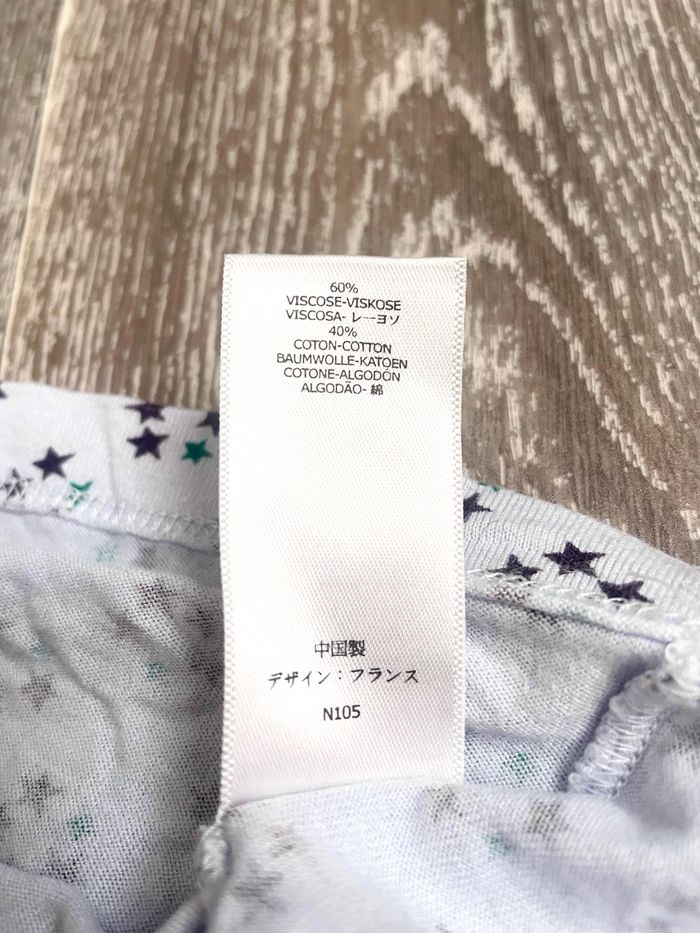 60%
VISCOSE-VISKOSE
VISCOSA- レーヨソ
40%
COTON-COTTON
BAUMWOLLE-KATOEN
COTONE-ALGODÓN
ALGODÃO- 綿
中国製
デザイン：フランス
N105